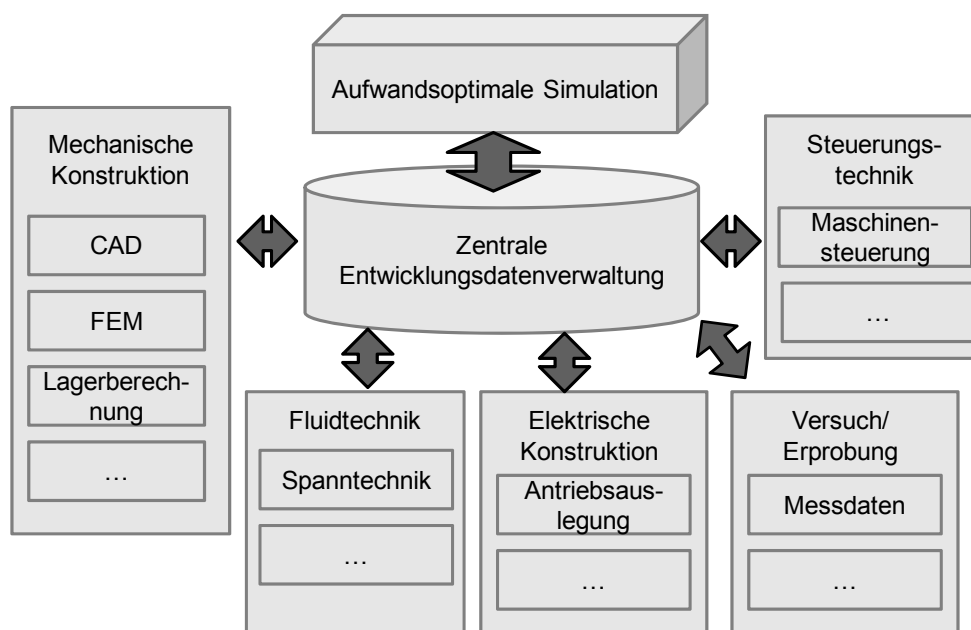 Aufwandsoptimale Simulation
Mechanische
Konstruktion
CAD
FEM
Lagerberech-
nung
…
Zentrale
Entwicklungsdatenverwaltung
Steuerungs-
technik
Maschinen-
steuerung
…
Fluidtechnik
Spanntechnik
…
Elektrische
Konstruktion
Antriebsaus-
legung
…
Versuch/
Erprobung
Messdaten
…